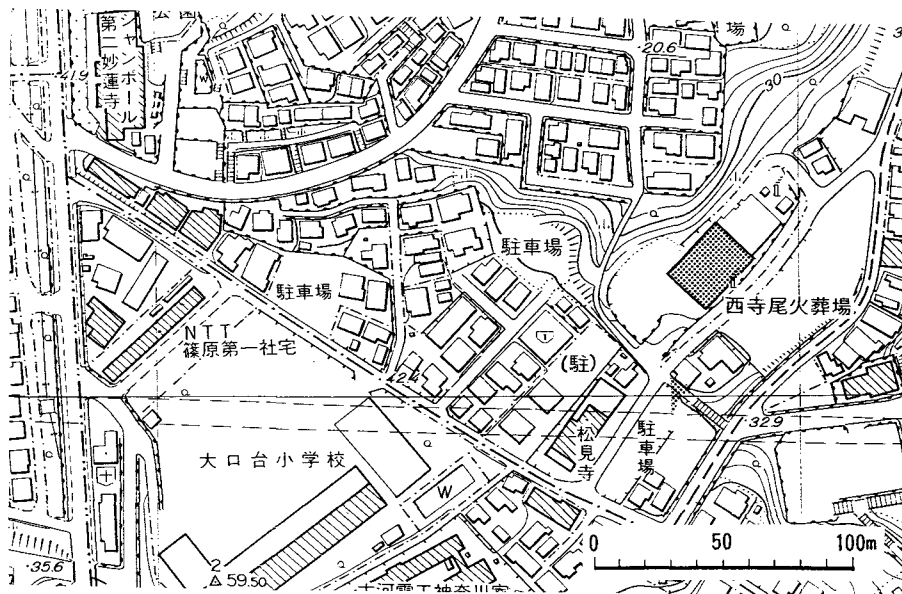 公園
第二妙蓮寺
シャンボール
場
20.6
30
41.9
駐車場
駐車場
西寺尾火葬場
NTT
篠原第一社宅
(駐)
42.4
松見寺
駐車場
32.9
大口台小学校
W
0 50 100m
35.6
2
59.50